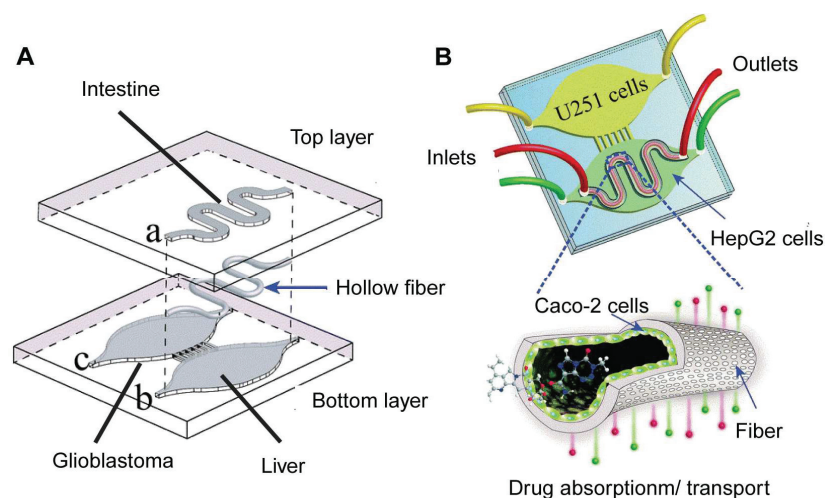 A
Intestine
Top layer
a
Hollow fiber
c
b
Bottom layer
Glioblastoma
Liver
B
Outlets
U251 cells
Inlets
HepG2 cells
Caco-2 cells
Fiber
Drug absorptionm/ transport